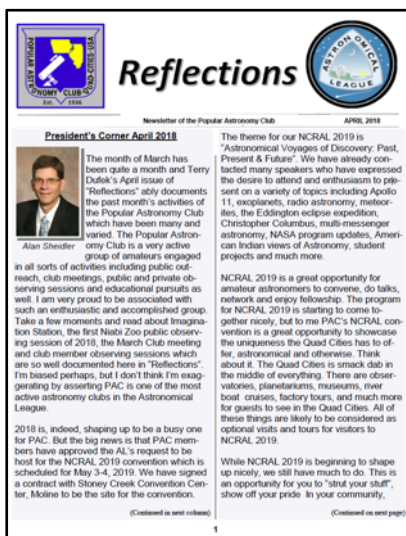 POPULAR ASTRONOMY CLUB
QUAD-CITIES-USA
Est. 1936
Reflections
ASTRONOMICAL
LEAGUE
Newsletter of the Popular Astronomy Club
APRIL 2018
President's Corner April 2018
Alan Sheidler
The month of March has
been quite a month and Terry
Dufek's April issue of
"Reflections" ably documents
the past month's activities of
the Popular Astronomy Club
which have been many and
varied. The Popular Astron-
omy Club is a very active
group of amateurs engaged
in all sorts of activities including public out-
reach, club meetings, public and private ob-
serving sessions and educational pursuits as
well. I am very proud to be associated with
such an enthusiastic and accomplished group.
Take a few moments and read about Imagina-
tion Station, the first Niabi Zoo public observ-
ing session of 2018, the March Club meeting
and club member observing sessions which
are so well documented here in "Reflections".
I'm biased perhaps, but I don't think I'm exag-
gerating by asserting PAC is one of the most
active astronomy clubs in the Astronomical
League.
2018 is, indeed, shaping up to be a busy one
for PAC. But the big news is that PAC mem-
bers have approved the AL's request to be
host for the NCRAL 2019 convention which is
scheduled for May 3-4, 2019. We have signed
a contract with Stoney Creek Convention Cen-
ter, Moline to be the site for the convention.
(Continued in next column)
The theme for our NCRAL 2019 is
"Astronomical Voyages of Discovery: Past,
Present & Future". We have already con-
tacted many speakers who have expressed
the desire to attend and enthusiasm to pre-
sent on a variety of topics including Apollo
11, exoplanets, radio astronomy, meteor-
ites, the Eddington eclipse expedition,
Christopher Columbus, multi-messenger
astronomy, NASA program updates, Ameri-
can Indian views of Astronomy, student
projects and much more.
NCRAL 2019 is a great opportunity for
amateur astronomers to convene, do talks,
network and enjoy fellowship. The program
for NCRAL 2019 is starting to come to-
gether nicely, but to me PAC's NCRAL con-
vention is a great opportunity to showcase
the uniqueness the Quad Cities has to of-
fer, astronomical and otherwise. Think
about it. The Quad Cities is smack dab in
the middle of everything. There are obser-
vatories, planetariums, museums, river
boat cruises, factory tours, and much more
for guests to see in the Quad Cities. All of
these things are likely to be considered as
optional visits and tours for visitors to
NCRAL 2019.
While NCRAL 2019 is beginning to shape
up nicely, we still have much to do. This is
an opportunity for you to "strut your stuff",
show off your pride In your community,
(Continued on next page)
1